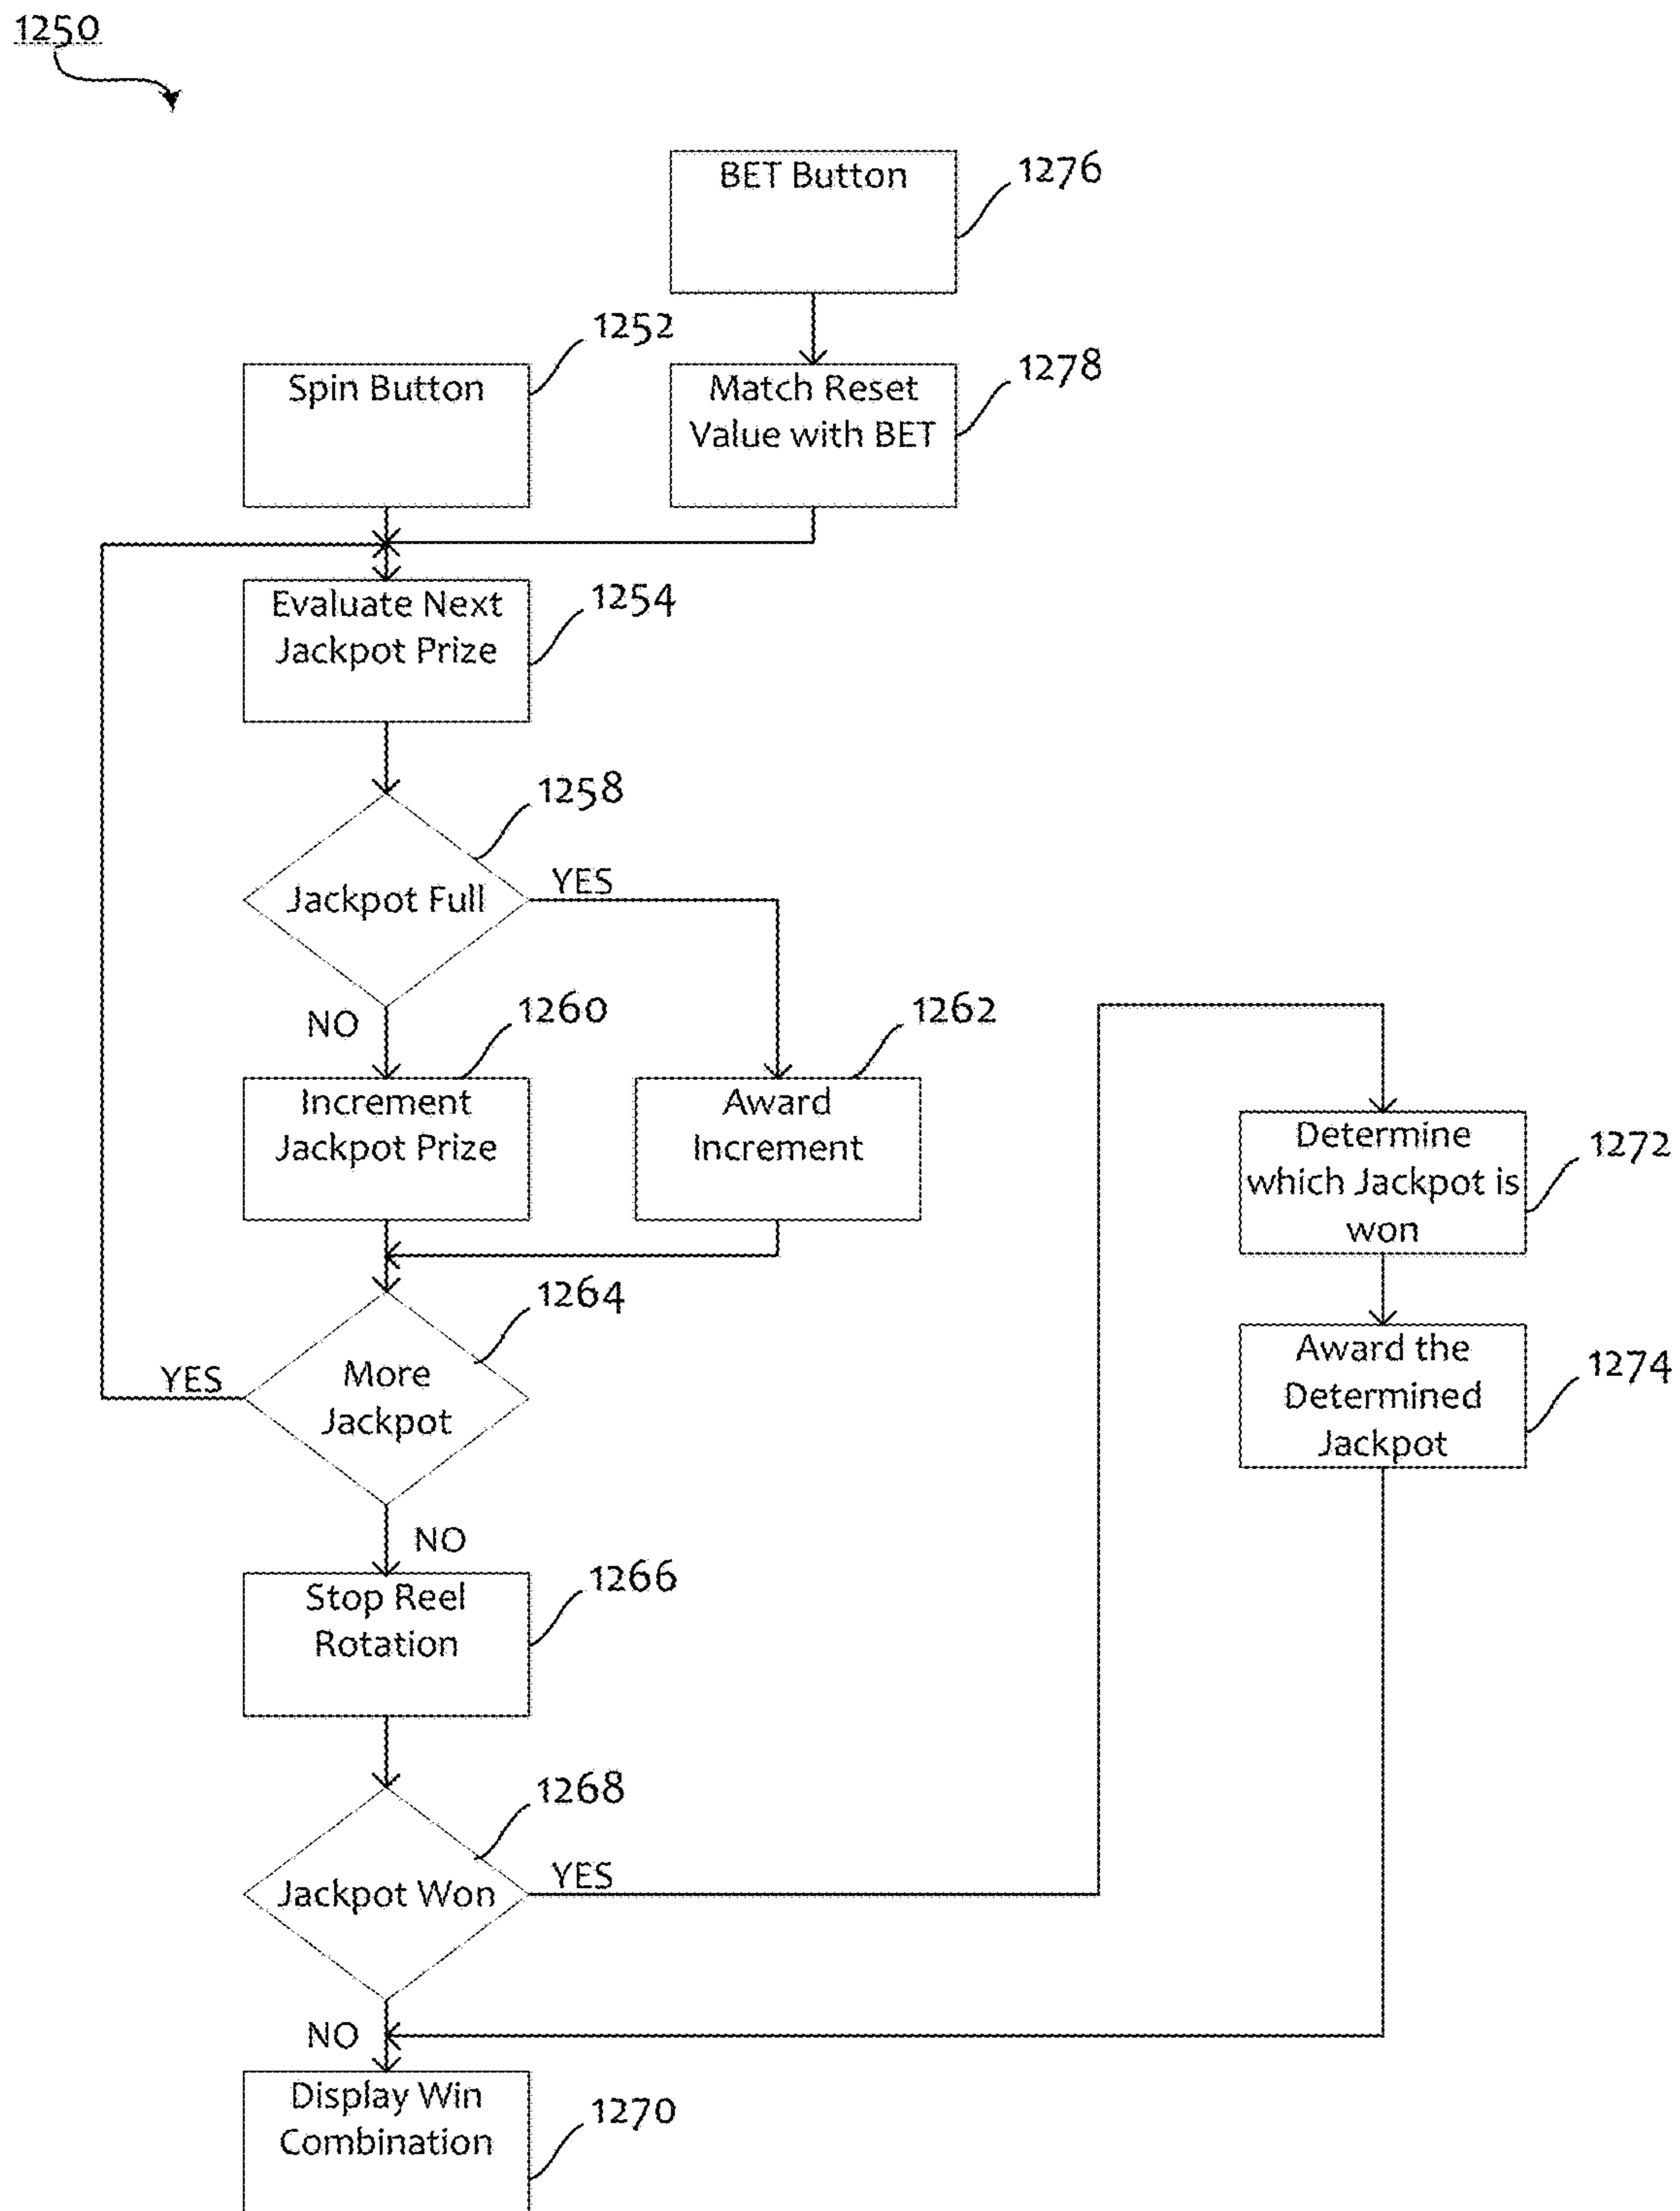 1250
BET Button
1276
1252
Spin Button
Match Reset
Value with BET
1278
Evaluate Next
Jackpot Prize
1254
1258
Jackpot Full
YES
NO
1260
1262
Increment
Jackpot Prize
Award
Increment
Determine
which Jackpot is
won
1272
1264
More
Jackpot
YES
NO
Award the
Determined
Jackpot
1274
Stop Reel
Rotation
1266
1268
Jackpot Won
YES
NO
Display Win
Combination
1270